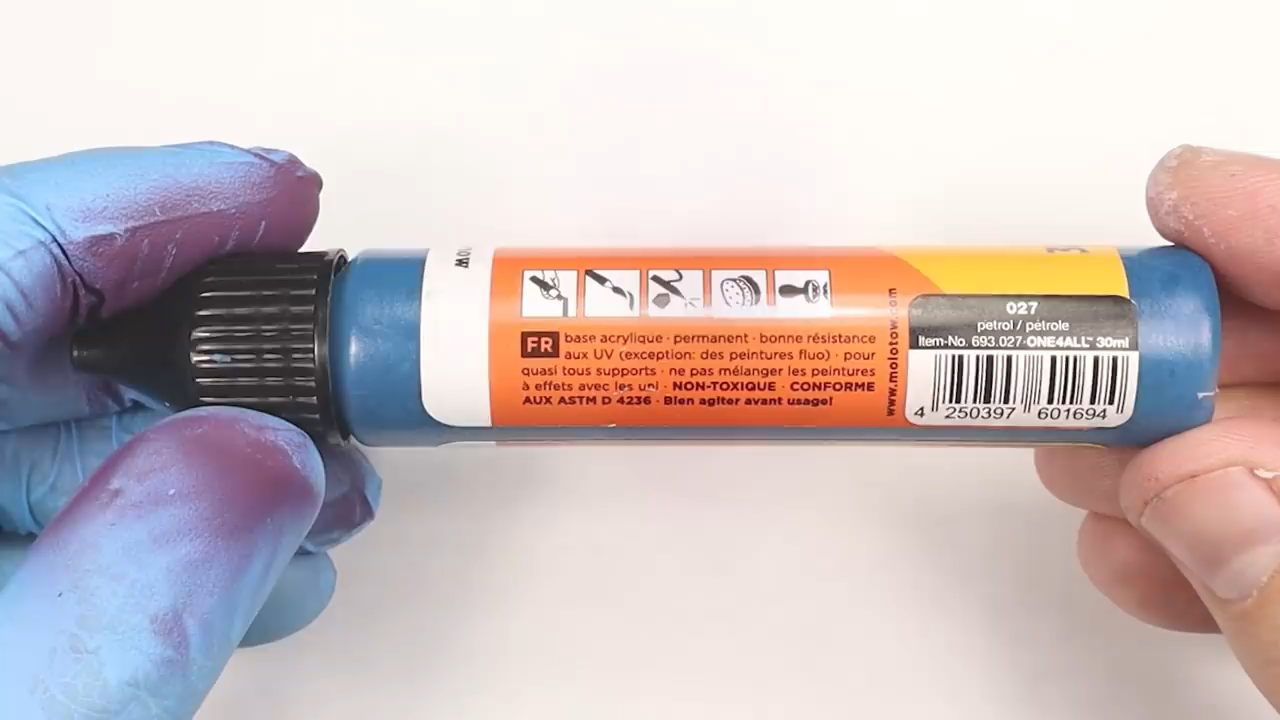 FR base acrylique · permanent · bonne résistance
aux UV (exception: des peintures fluo) · pour
quasi tous supports · ne pas mélanger les peintures
à effets avec les un! · NON-TOXIQUE · CONFORME
AUX ASTM D 4236 · Bien agiter avant usage!
www.molotow.com
027
petrol / pétrole
Item-No. 693.027·ONE4ALL™ 30ml
4 250397 601694